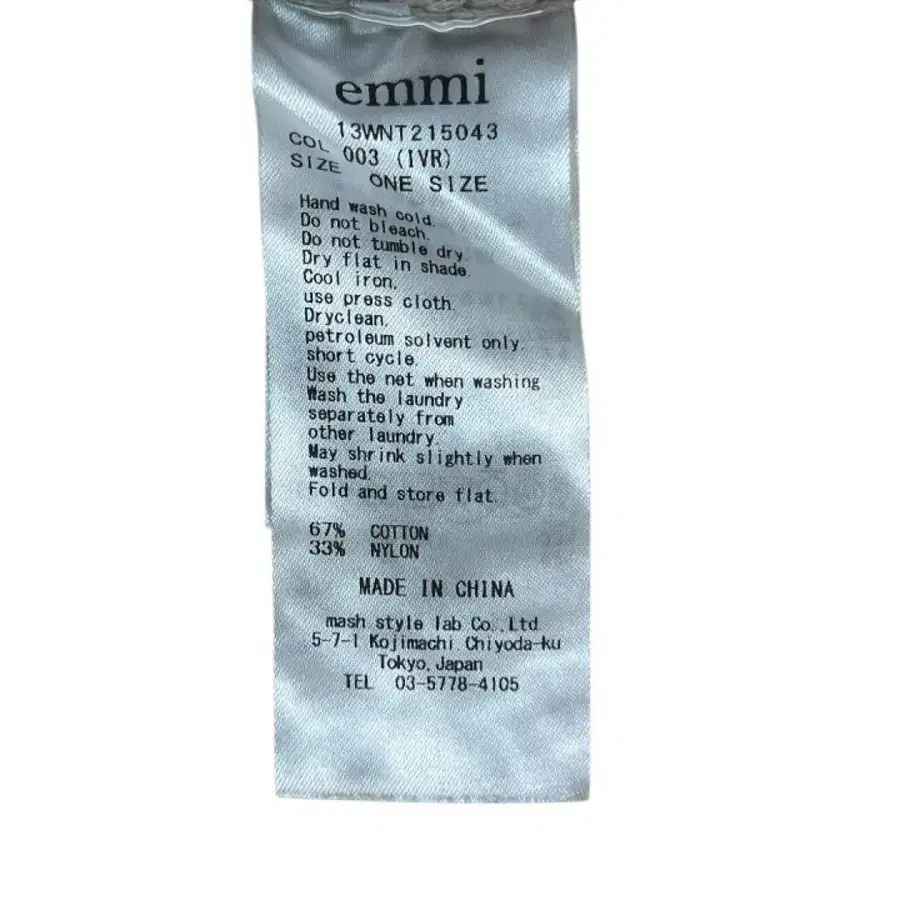 emmi
13WNT215043
COL 003 (IVR)
SIZE ONE SIZE
Hand wash cold.
Do not bleach.
Do not tumble dry.
Dry flat in shade.
Cool iron,
use press cloth.
Dryclean,
petroleum solvent only.
short cycle.
Use the net when washing
Wash the laundry
separately from
other laundry.
May shrink slightly when
washed.
Fold and store flat.
67% COTTON
33% NYLON
MADE IN CHINA
mash style lab Co.,Ltd
5-7-1 Kojimachi Chiyoda-ku
Tokyo, Japan
TEL 03-5778-4105